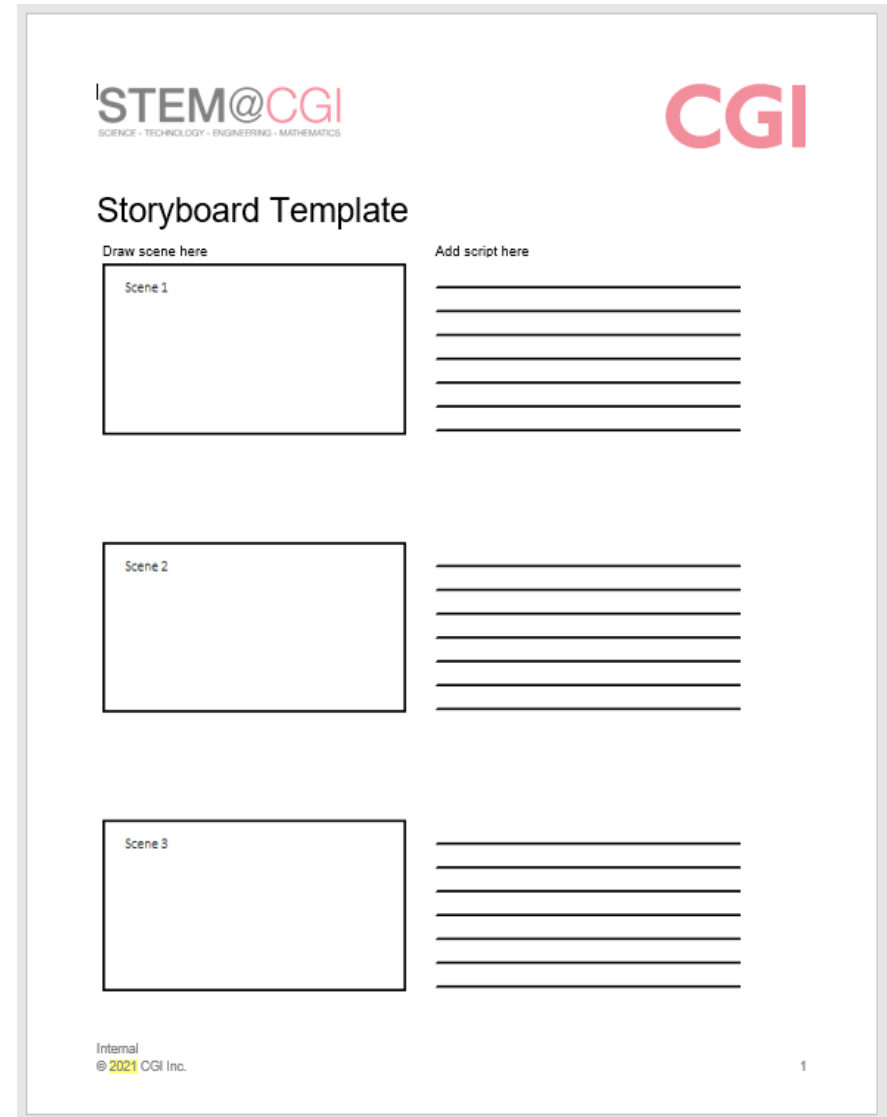 STEM@CGI
SCIENCE - TECHNOLOGY - ENGINEERING - MATHEMATICS
CGI
Storyboard Template
Draw scene here
Add script here
Scene 1
Scene 2
Scene 3
Internal
© 2021 CGI Inc.
1